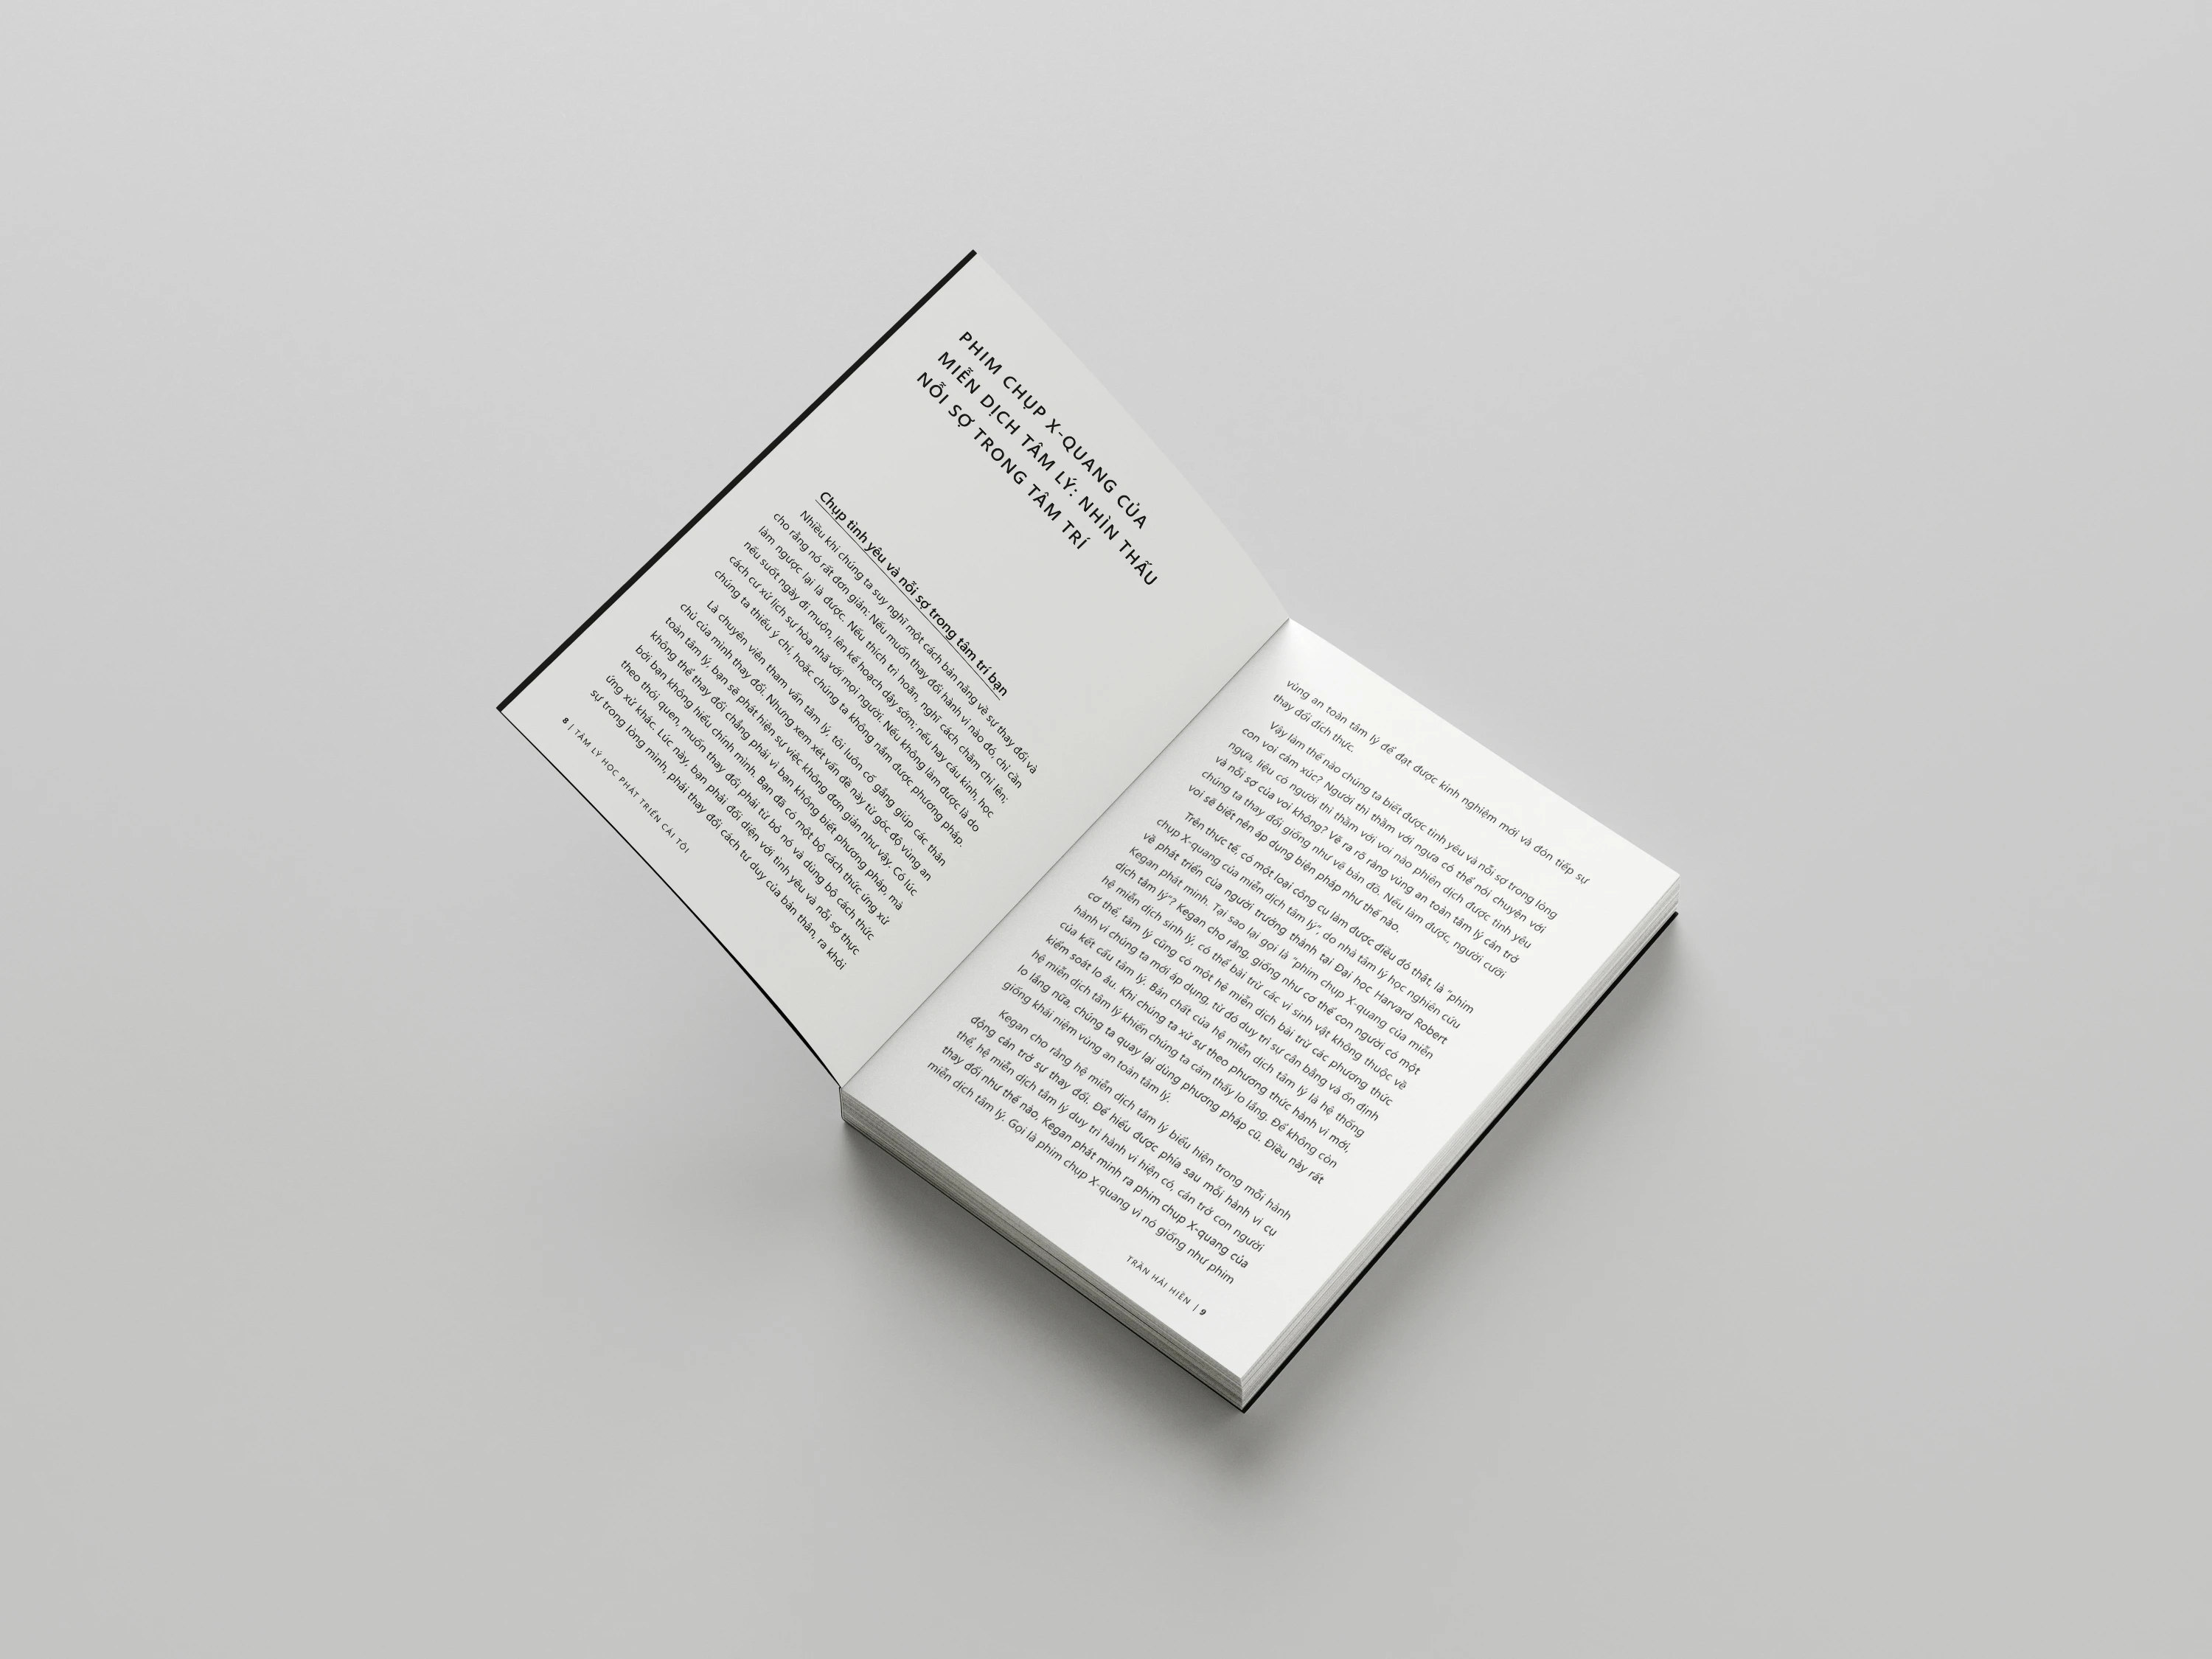 PHIM CHỤP X-QUANG CỦA
MIỄN DỊCH TÂM LÝ: NHÌN THẤU
NỖI SỢ TRONG TÂM TRÍ
Chụp tình yêu và nỗi sợ trong tâm trí bạn
Nhiều khi chúng ta suy nghĩ một cách bản năng về sự thay đổi và
cho rằng nó rất đơn giản: Nếu muốn thay đổi hành vi nào đó, chỉ cần
làm ngược lại là được. Nếu thích trì hoãn, nghĩ cách chăm chỉ lên;
nếu suốt ngày đi muộn, lên kế hoạch dậy sớm; nếu hay cáu kỉnh, học
cách cư xử lịch sự hòa nhã với mọi người. Nếu không làm được là do
chúng ta thiếu ý chí, hoặc chúng ta không nắm được phương pháp.
Là chuyên viên tham vấn tâm lý, tôi luôn cố gắng giúp các thân
chủ của mình thay đổi. Nhưng xem xét vấn đề này từ góc độ vùng an
toàn tâm lý, bạn sẽ phát hiện sự việc không đơn giản như vậy. Có lúc
không thể thay đổi chẳng phải vì bạn không biết phương pháp, mà
bởi bạn không hiểu chính mình. Bạn đã có một bộ cách thức ứng xử
theo thói quen, muốn thay đổi phải từ bỏ nó và dùng bộ cách thức
ứng xử khác. Lúc này, bạn phải đối diện với tình yêu và nỗi sợ thực
sự trong lòng mình, phải thay đổi cách tư duy của bản thân, ra khỏi
8 | TÂM LÝ HỌC PHÁT TRIỂN CÁI TÔI
vùng an toàn tâm lý để đạt được kinh nghiệm mới và đón tiếp sự
thay đổi đích thực.
Vậy làm thế nào chúng ta biết được tình yêu và nỗi sợ trong lòng
con voi cảm xúc? Người thì thầm với ngựa có thể nói chuyện với
ngựa, liệu có người thì thầm với voi nào phiên dịch được tình yêu
và nỗi sợ của voi không? Vẽ ra rõ ràng vùng an toàn tâm lý cản trở
chúng ta thay đổi giống như vẽ bản đồ. Nếu làm được, người cưỡi
voi sẽ biết nên áp dụng biện pháp như thế nào.
Trên thực tế, có một loại công cụ làm được điều đó thật, là “phim
chụp X-quang của miễn dịch tâm lý”, do nhà tâm lý học nghiên cứu
về phát triển của người trưởng thành tại Đại học Harvard Robert
Kegan phát minh. Tại sao lại gọi là “phim chụp X-quang của miễn
dịch tâm lý”? Kegan cho rằng, giống như cơ thể con người có một
hệ miễn dịch sinh lý, có thể bài trừ các vi sinh vật không thuộc về
cơ thể, tâm lý cũng có một hệ miễn dịch bài trừ các phương thức
hành vi chúng ta mới áp dụng, từ đó duy trì sự cân bằng và ổn định
của kết cấu tâm lý. Bản chất của hệ miễn dịch tâm lý là hệ thống
kiểm soát lo âu. Khi chúng ta xử sự theo phương thức hành vi mới,
hệ miễn dịch tâm lý khiến chúng ta cảm thấy lo lắng. Để không còn
lo lắng nữa, chúng ta quay lại dùng phương pháp cũ. Điều này rất
giống khái niệm vùng an toàn tâm lý.
Kegan cho rằng hệ miễn dịch tâm lý biểu hiện trong mỗi hành
động cản trở sự thay đổi. Để hiểu được phía sau mỗi hành vi cụ
thể, hệ miễn dịch tâm lý duy trì hành vi hiện có, cản trở con người
thay đổi như thế nào, Kegan phát minh ra phim chụp X-quang của
miễn dịch tâm lý. Gọi là phim chụp X-quang vì nó giống như phim
TRẦN HẢI HIỀN | 9